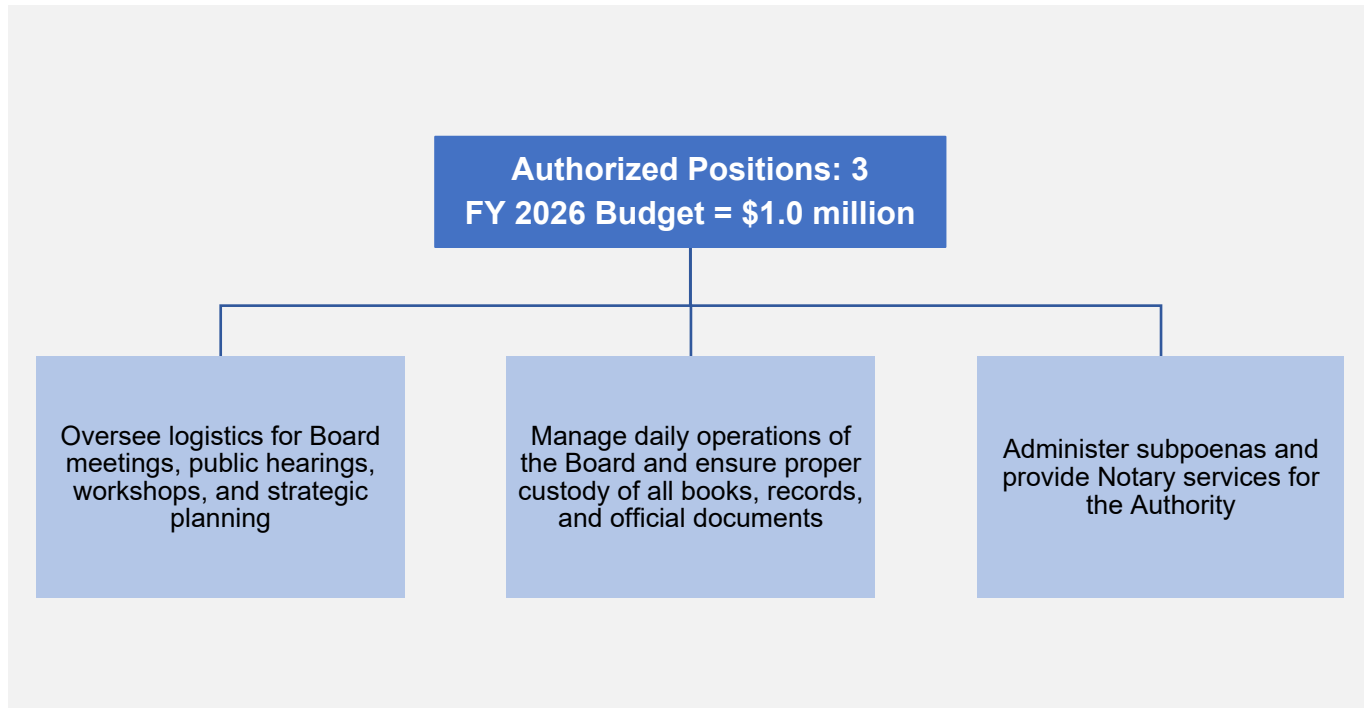 Authorized Positions: 3
FY 2026 Budget = $1.0 million
Oversee logistics for Board
meetings, public hearings,
workshops, and strategic
planning
Manage daily operations of
the Board and ensure proper
custody of all books, records,
and official documents
Administer subpoenas and
provide Notary services for
the Authority